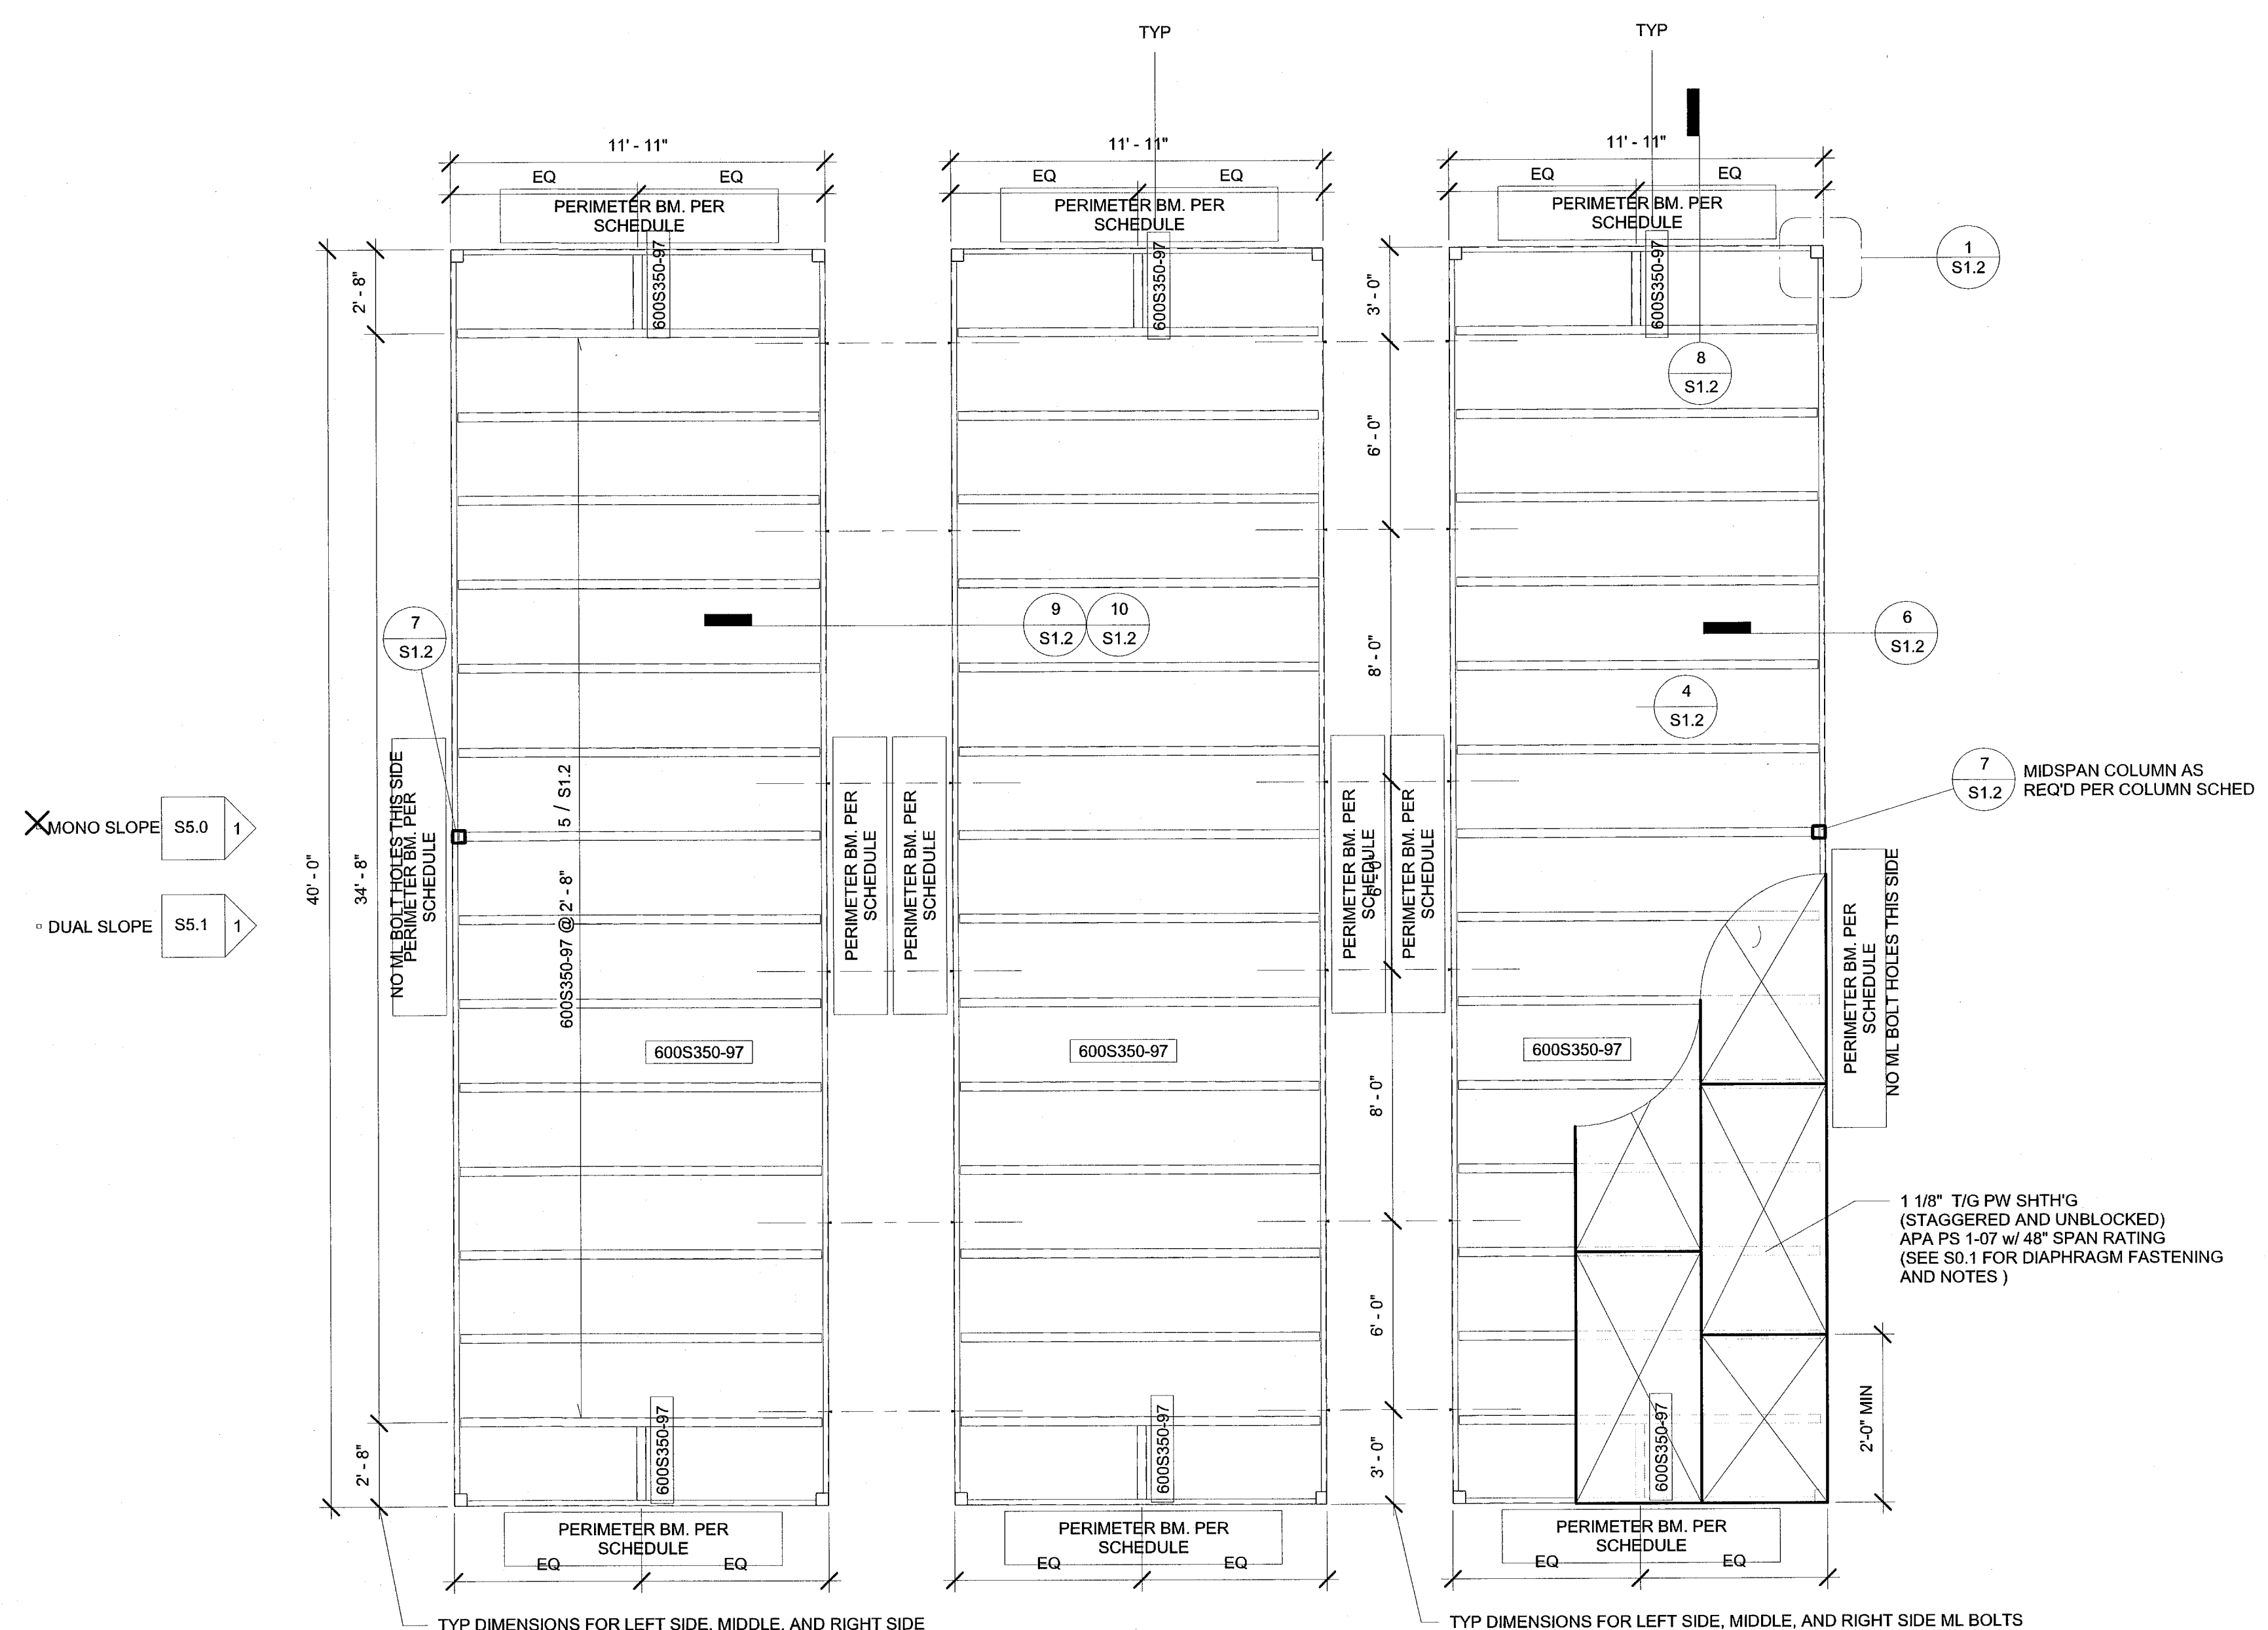 TYP
TYP
11' - 11"
11' - 11"
11' - 11"
EQ
EQ
EQ
EQ
EQ
EQ
PERIMETER BM. PER
SCHEDULE
PERIMETER BM. PER
SCHEDULE
PERIMETER BM. PER
SCHEDULE
1
S1.2
2' - 8"
600S350-97
600S350-97
3' - 0"
600S350-97
8
S1.2
6' - 0"
7
S1.2
9
S1.2
10
S1.2
8' - 0"
6
S1.2
4
S1.2
7
S1.2
MIDSPAN COLUMN AS
REQ'D PER COLUMN SCHED
MONO SLOPE
S5.0
1
DUAL SLOPE
S5.1
1
40' - 0"
34' - 8"
NO ML BOLT HOLES THIS SIDE
PERIMETER BM. PER
SCHEDULE
600S350-97 @ 2' - 8"
5 / S1.2
PERIMETER BM. PER
SCHEDULE
PERIMETER BM. PER
SCHEDULE
PERIMETER BM. PER
SCHEDULE
6' - 0"
PERIMETER BM. PER
SCHEDULE
PERIMETER BM. PER
SCHEDULE
NO ML BOLT HOLES THIS SIDE
600S350-97
600S350-97
600S350-97
8' - 0"
1 1/8" T/G PW SHTH'G
(STAGGERED AND UNBLOCKED)
APA PS 1-07 w/ 48" SPAN RATING
(SEE S0.1 FOR DIAPHRAGM FASTENING
AND NOTES )
6' - 0"
2'-0" MIN
2' - 8"
600S350-97
600S350-97
3' - 0"
600S350-97
PERIMETER BM. PER
SCHEDULE
PERIMETER BM. PER
SCHEDULE
PERIMETER BM. PER
SCHEDULE
EQ
EQ
EQ
EQ
EQ
EQ
TYP DIMENSIONS FOR LEFT SIDE, MIDDLE, AND RIGHT SIDE
TYP DIMENSIONS FOR LEFT SIDE, MIDDLE, AND RIGHT SIDE ML BOLTS